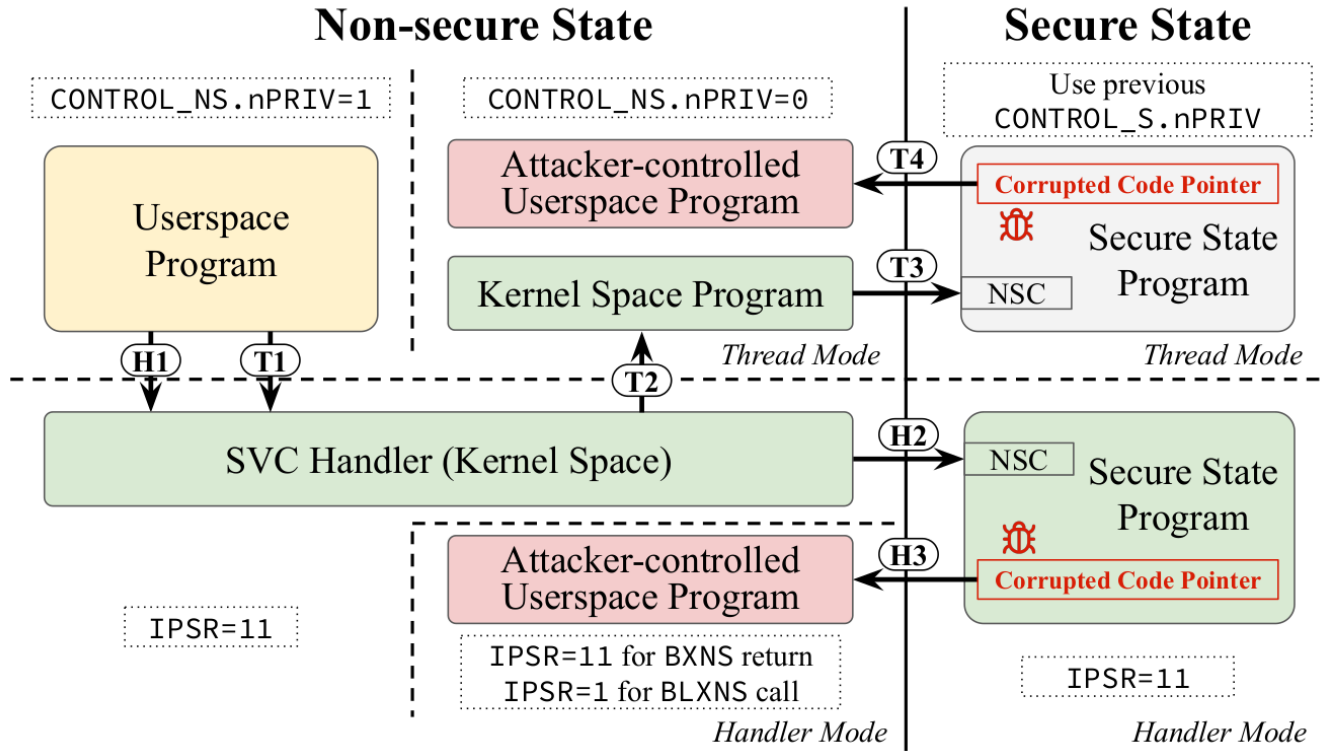 Non-secure State
Secure State
CONTROL_NS.nPRIV=1
CONTROL_NS.nPRIV=0
Use previous
CONTROL_S.nPRIV
Userspace
Program
Attacker-controlled
Userspace Program
T4
Corrupted Code Pointer
Secure State
Program
Kernel Space Program
T3
NSC
H1
T1
T2
Thread Mode
Thread Mode
SVC Handler (Kernel Space)
H2
NSC
Secure State
Program
Attacker-controlled
Userspace Program
H3
Corrupted Code Pointer
IPSR=11
IPSR=11 for BXNS return
IPSR=1 for BLXNS call
IPSR=11
Handler Mode
Handler Mode